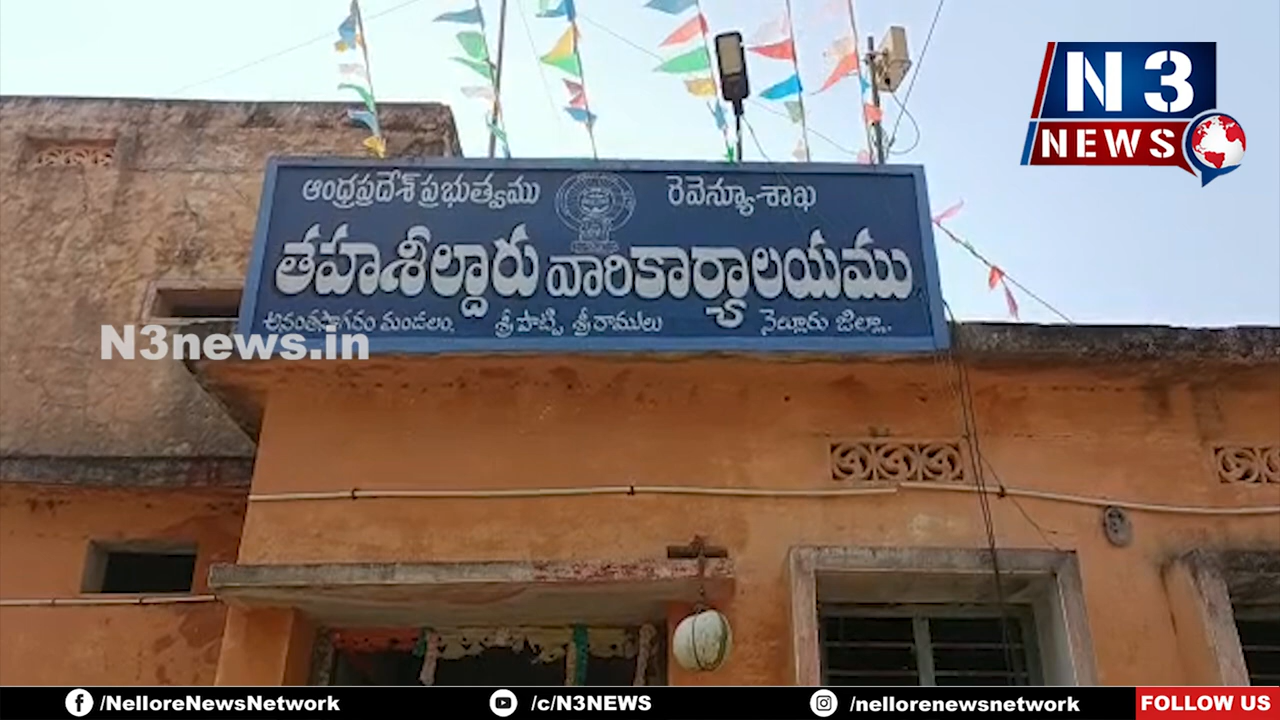 N3
NEWS
ఆంధ్రప్రదేశ్ ప్రభుత్వము రెవెన్యూ-శాఖ
తహశీల్దారు వారి కార్యాలయము
అనంతసాగరం మండలం. శ్రీ పొట్టి శ్రీ రాములు నెల్లూరు జిల్లా.
N3news.in
/NelloreNewsNetwork /c/N3NEWS /nellorenewsnetwork FOLLOW US